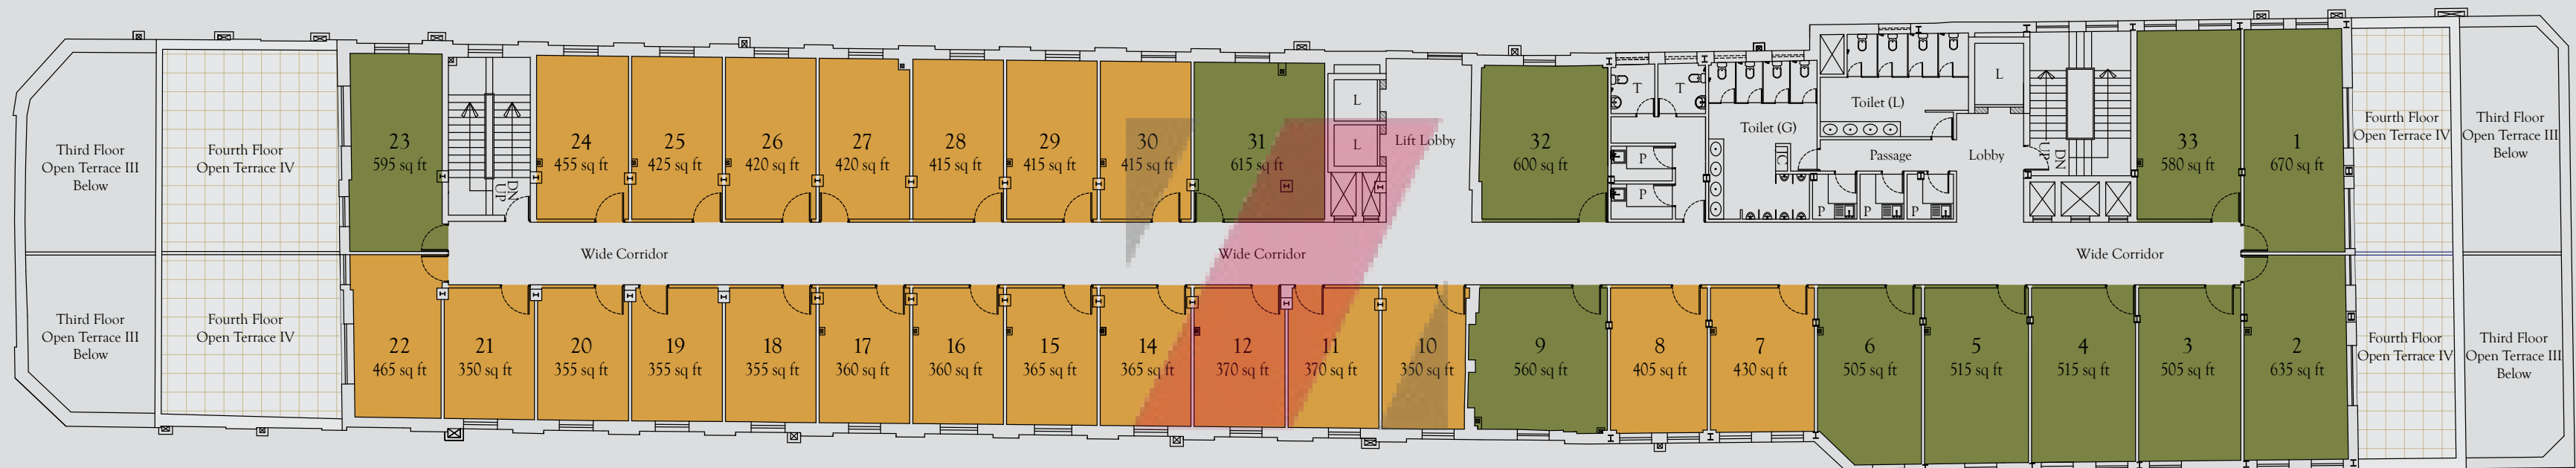 Third Floor
Open Terrace III
Below
Fourth Floor
Open Terrace IV
23
595 sq ft
DN
UP
24
455 sq ft
25
425 sq ft
26
420 sq ft
27
420 sq ft
28
415 sq ft
29
415 sq ft
30
415 sq ft
31
615 sq ft
L
L
Lift Lobby
32
600 sq ft
T
T
P
P
Toilet (G)
Toilet (L)
Passage
P
P
P
L
Lobby
DN
UP
33
580 sq ft
1
670 sq ft
Fourth Floor
Open Terrace IV
Third Floor
Open Terrace III
Below
Wide Corridor
Wide Corridor
Wide Corridor
Third Floor
Open Terrace III
Below
Fourth Floor
Open Terrace IV
22
465 sq ft
21
350 sq ft
20
355 sq ft
19
355 sq ft
18
355 sq ft
17
360 sq ft
16
360 sq ft
15
365 sq ft
14
365 sq ft
12
370 sq ft
11
370 sq ft
10
350 sq ft
9
560 sq ft
8
405 sq ft
7
430 sq ft
6
505 sq ft
5
515 sq ft
4
515 sq ft
3
505 sq ft
2
635 sq ft
Fourth Floor
Open Terrace IV
Third Floor
Open Terrace III
Below